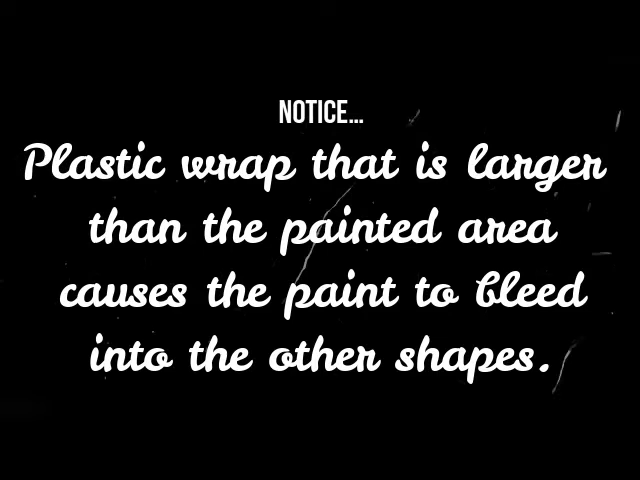 NOTICE...
Plastic wrap that is larger
than the painted area
causes the paint to bleed
into the other shapes.